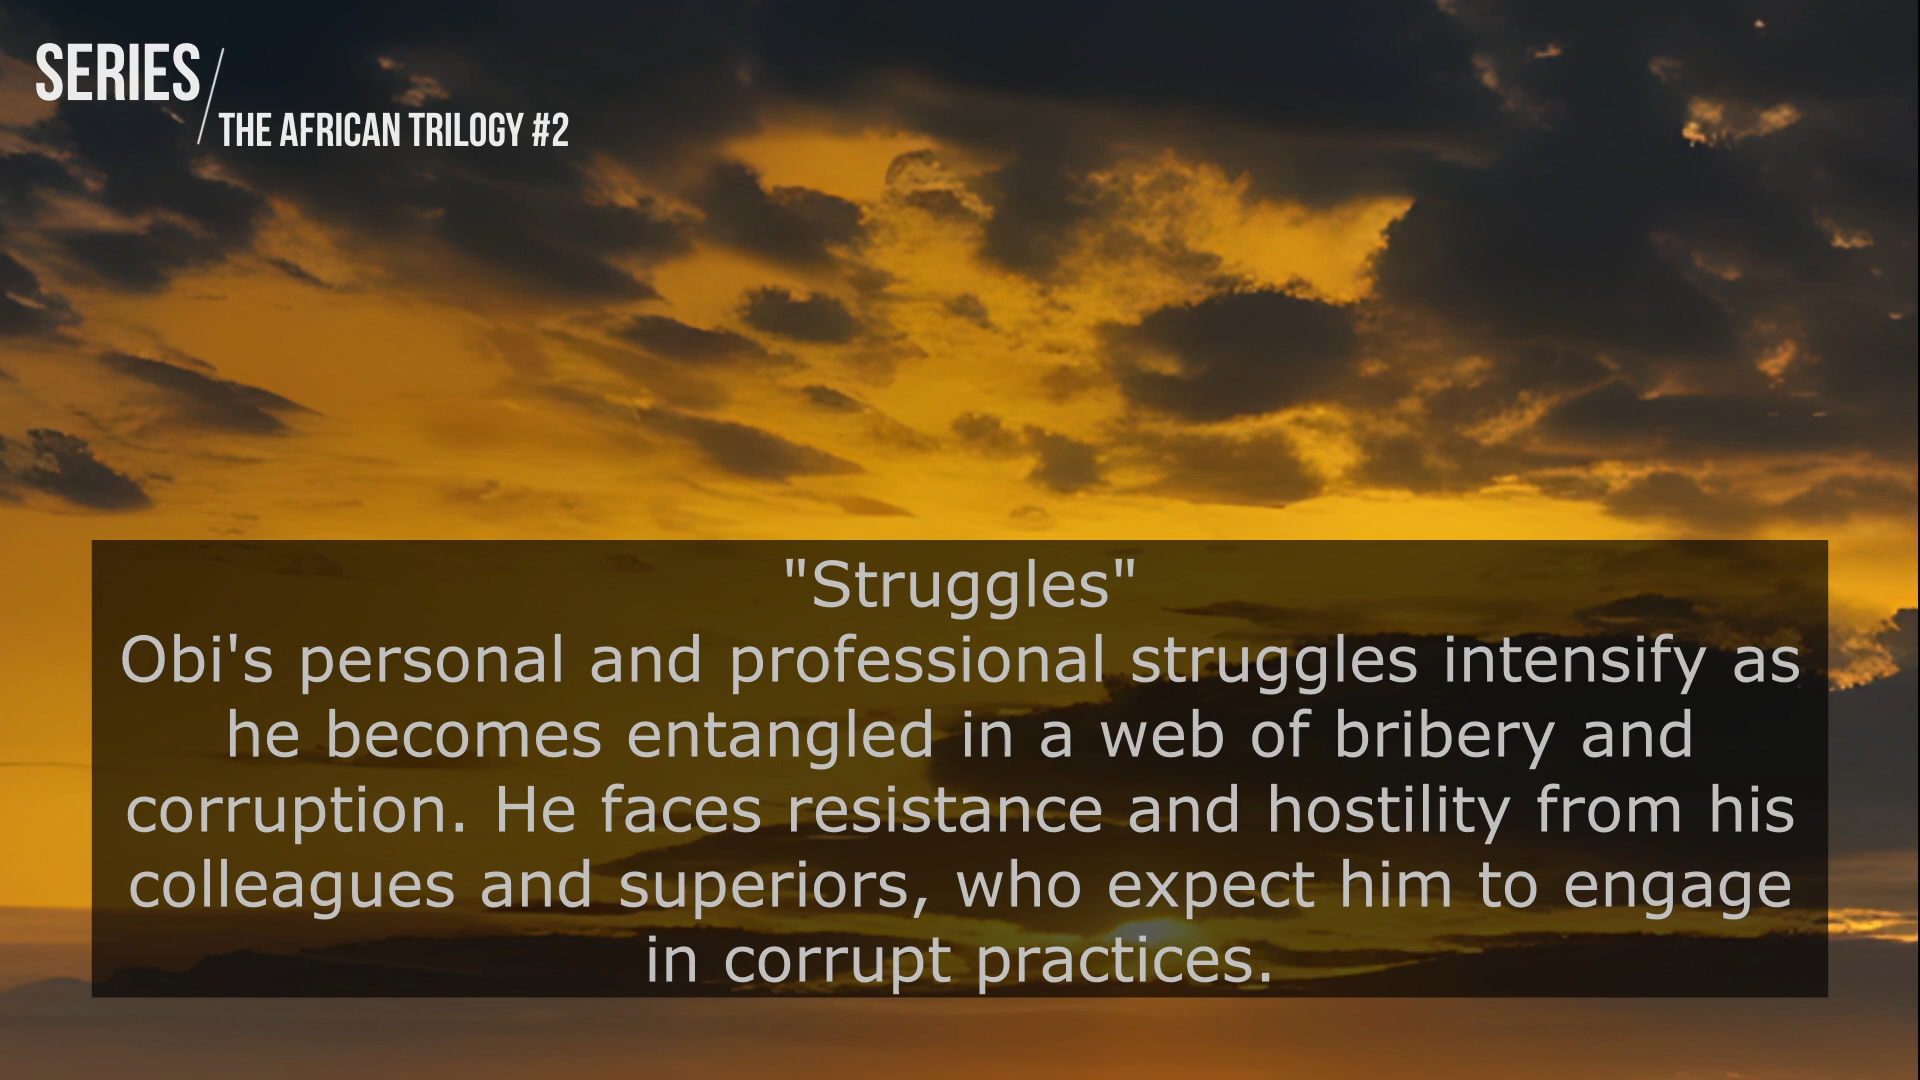 SERIES
THE AFRICAN TRILOGY #2
"Struggles"
Obi's personal and professional struggles intensify as
he becomes entangled in a web of bribery and
corruption. He faces resistance and hostility from his
colleagues and superiors, who expect him to engage
in corrupt practices.